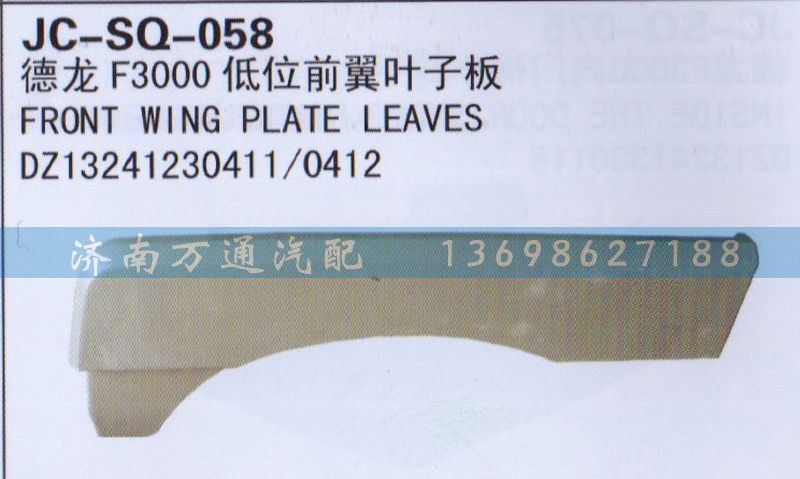 JC-SQ-058
德龙 F3000 低位前翼叶子板
FRONT WING PLATE LEAVES
DZ13241230411/0412
济南万通汽配 13698627188